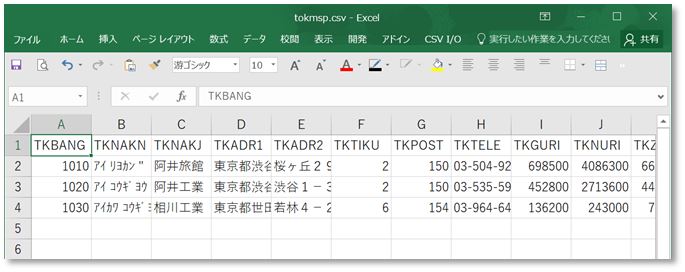 tokmsp.csv - Excel
ファイル ホーム 挿入 ページ レイアウト 数式 データ 校閲 表示 開発 アドイン CSV I/O 実行したい作業を入力してください 共有
游ゴシック 10
A1 fx TKBANG
A B C D E F G H I J
1 TKBANG TKNAKN TKNAKJ TKADR1 TKADR2 TKTIKU TKPOST TKTELE TKGURI TKNURI TKZ
2 1010 ｱｲ ﾘﾖｶﾝ " 阿井旅館 東京都渋谷 桜ヶ丘２９ 2 150 03-504-92 698500 4086300 66
3 1020 ｱｲ ｺｳｷﾞﾖｳ 阿井工業 東京都渋谷 渋谷１－３ 2 150 03-535-59 452800 2713600 44
4 1030 ｱｲｶﾜ ｺｳｷﾞﾖ 相川工業 東京都世田 若林４－２ 6 154 03-964-64 136200 243000 7
5
6